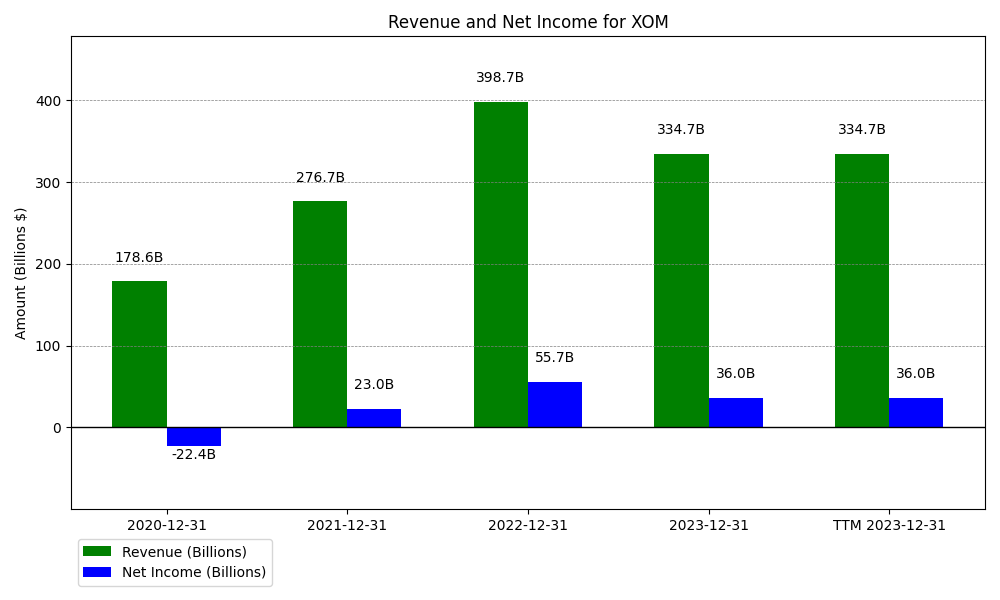 Revenue and Net Income for XOM
Amount (Billions $)
400
300
200
100
0
178.6B
-22.4B
276.7B
23.0B
398.7B
55.7B
334.7B
36.0B
334.7B
36.0B
2020-12-31
2021-12-31
2022-12-31
2023-12-31
TTM 2023-12-31
Revenue (Billions)
Net Income (Billions)